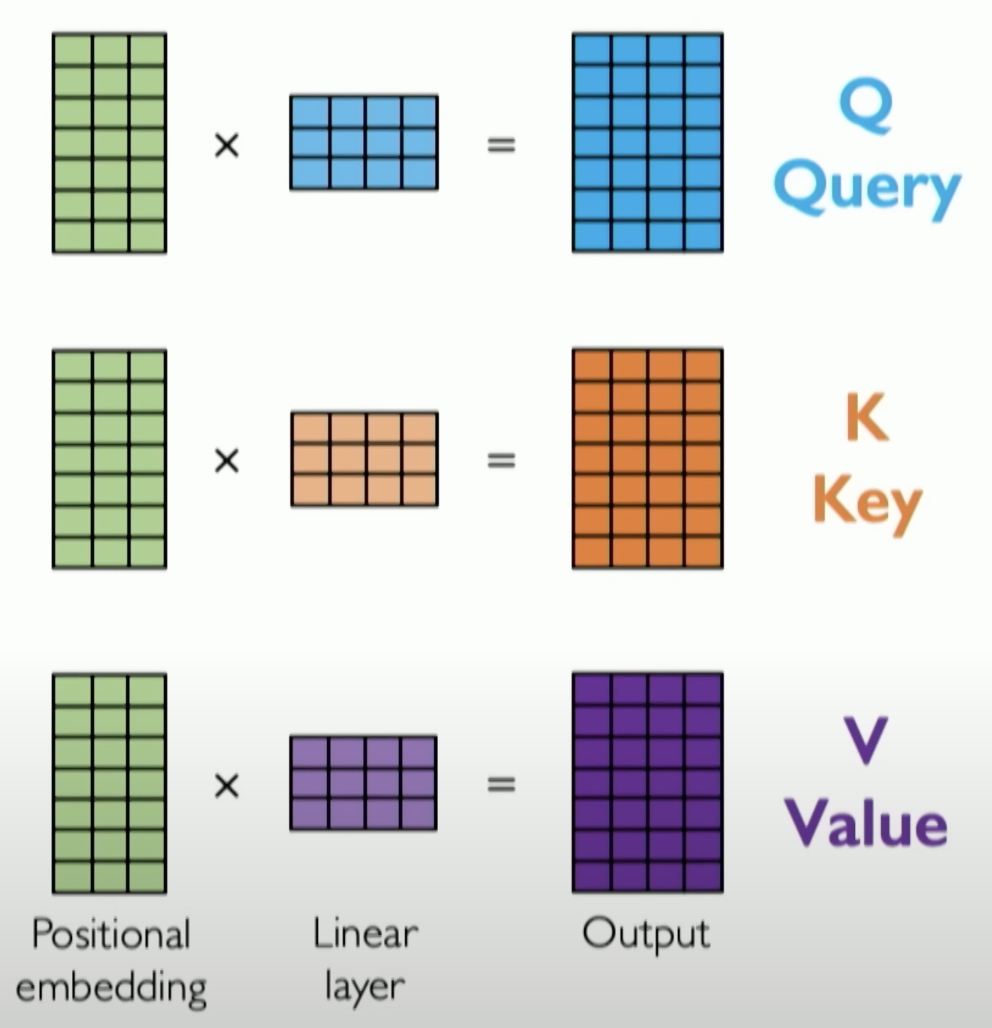 × = Q
Query
× = K
Key
× = V
Value
Positional embedding
Linear layer
Output